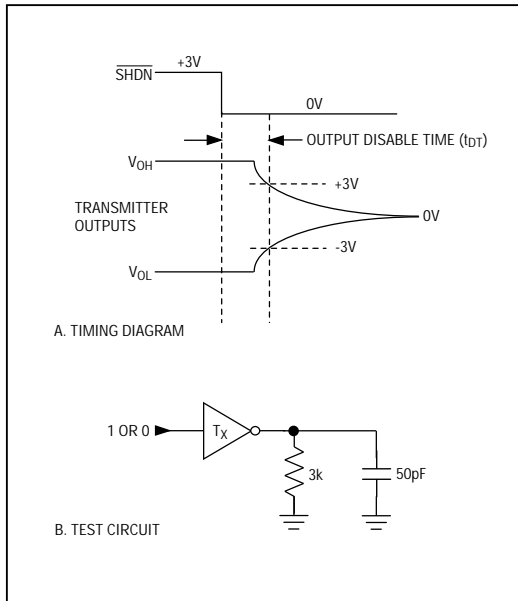 SHDN
+3V
0V
OUTPUT DISABLE TIME (tDT)
VOH
+3V
TRANSMITTER
OUTPUTS
0V
-3V
VOL
A. TIMING DIAGRAM
1 OR 0
TX
3k
50pF
B. TEST CIRCUIT